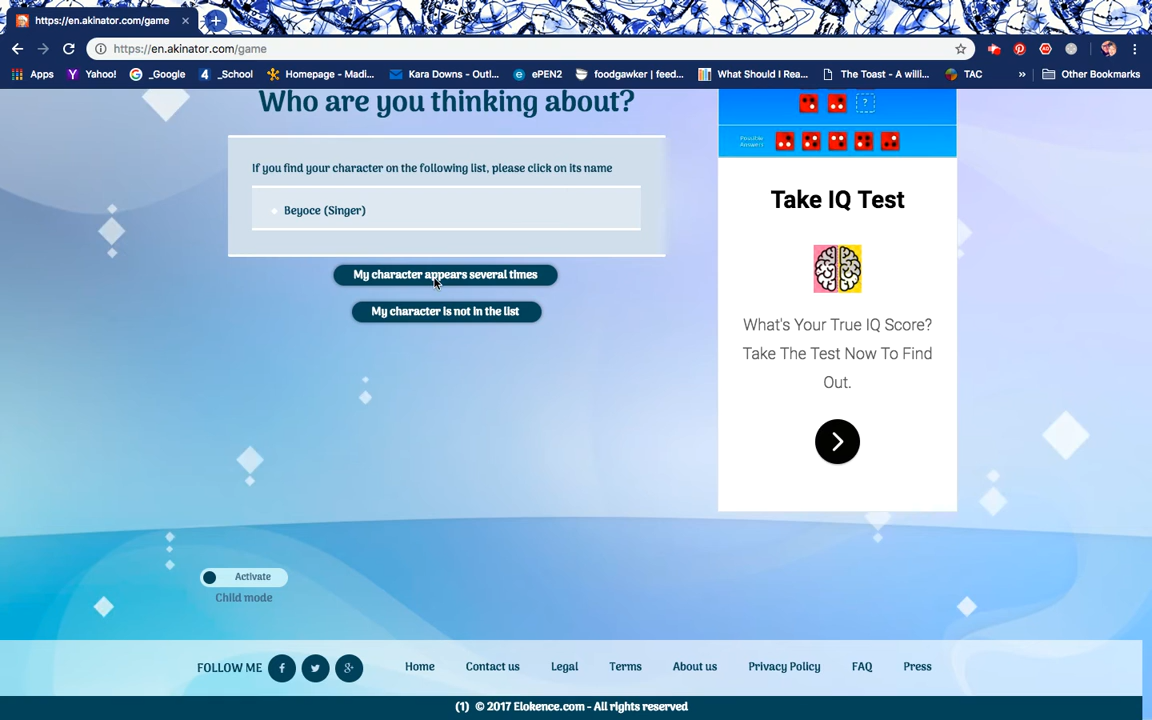 https://en.akinator.com/game
https://en.akinator.com/game
Apps
Yahoo!
_Google
_School
Homepage - Madi...
Kara Downs - Outl...
ePEN2
foodgawker | feed...
What Should I Rea...
The Toast - A willi...
TAC
»
Other Bookmarks
Who are you thinking about?
If you find your character on the following list, please click on its name
Beyoce (Singer)
My character appears several times
My character is not in the list
?
Possible
Answers
Take IQ Test
What's Your True IQ Score?
Take The Test Now To Find
Out.
Activate
Child mode
FOLLOW ME
Home
Contact us
Legal
Terms
About us
Privacy Policy
FAQ
Press
(1) © 2017 Elokence.com - All rights reserved